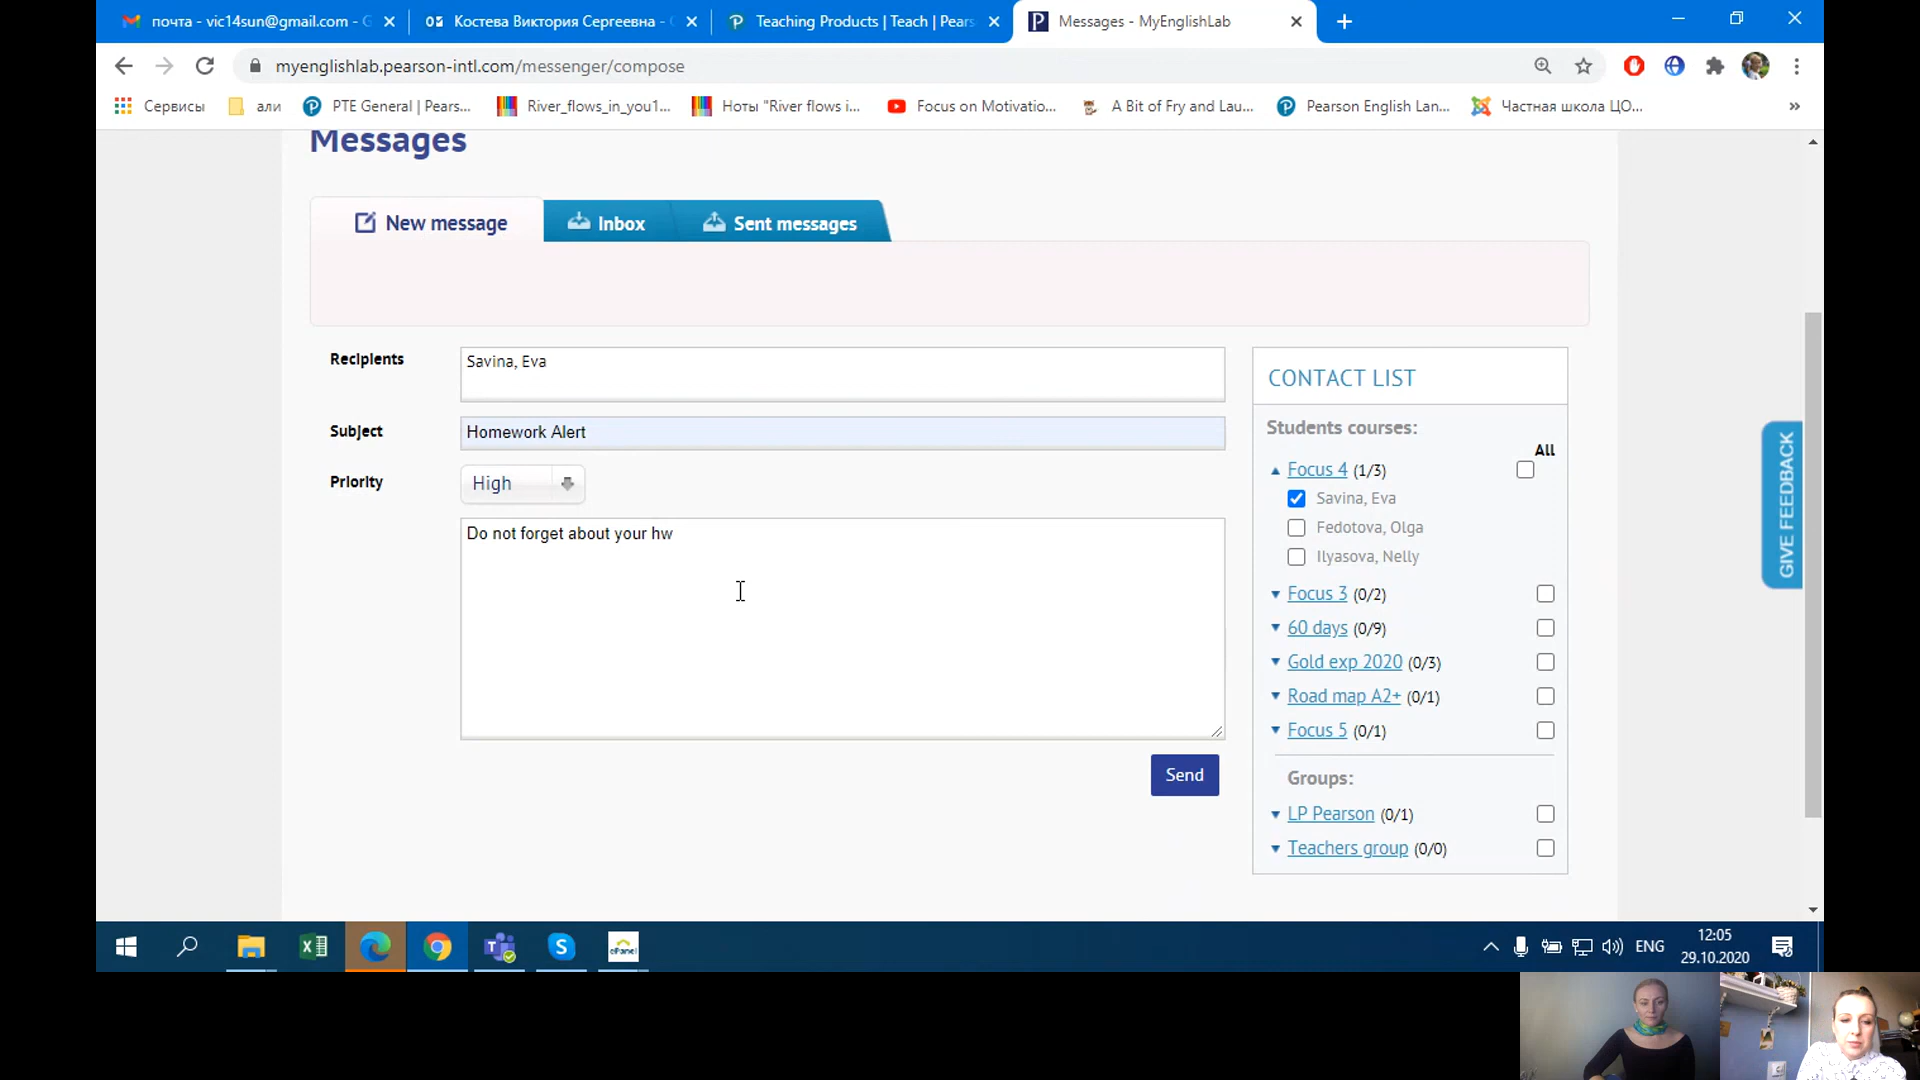 почта - vic14sun@gmail.com - G
Костева Виктория Сергеевна -
Teaching Products | Teach | Pears
Messages - MyEnglishLab
myenglishlab.pearson-intl.com/messenger/compose
Сервисы
али
PTE General | Pears...
River_flows_in_you1...
Ноты "River flows i...
Focus on Motivatio...
A Bit of Fry and Lau...
Pearson English Lan...
Частная школа ЦО...
»
Messages
New message
Inbox
Sent messages
Recipients
Savina, Eva
Subject
Homework Alert
Priority
High
Do not forget about your hw
Send
CONTACT LIST
Students courses:
All
Focus 4 (1/3)
Savina, Eva
Fedotova, Olga
Ilyasova, Nelly
Focus 3 (0/2)
60 days (0/9)
Gold exp 2020 (0/3)
Road map A2+ (0/1)
Focus 5 (0/1)
Groups:
LP Pearson (0/1)
Teachers group (0/0)
GIVE FEEDBACK
ePanel
ENG
12:05
29.10.2020